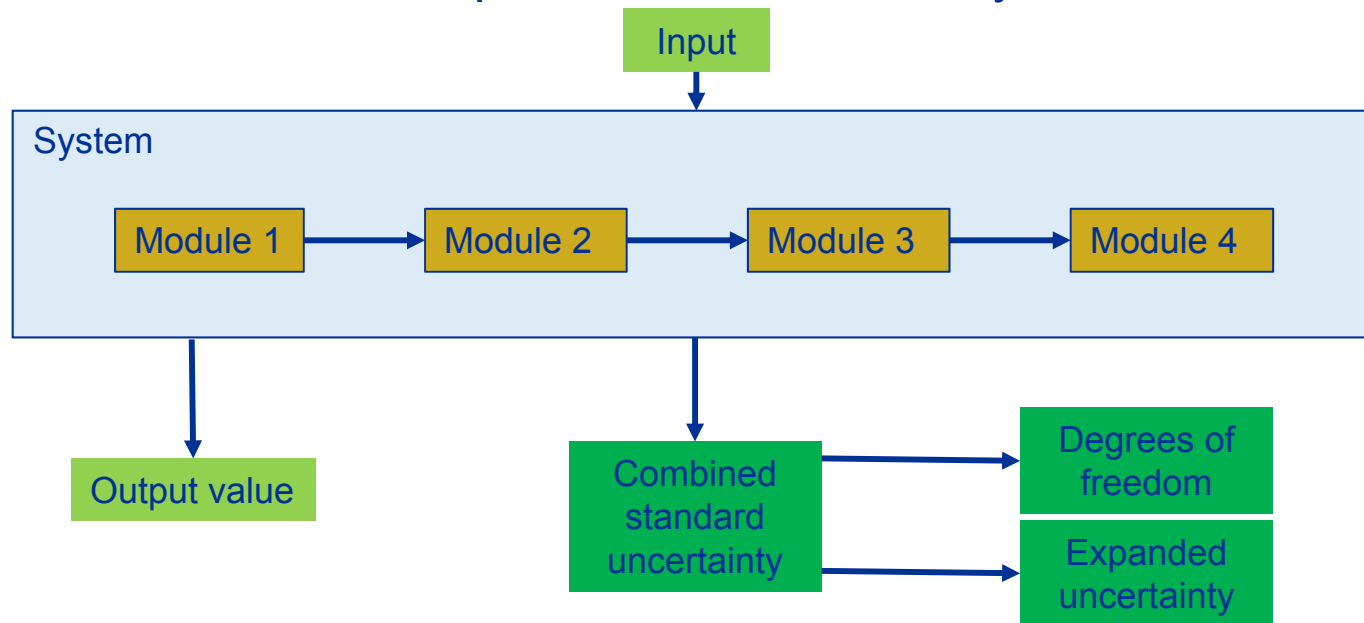 Input
System
Module 1
Module 2
Module 3
Module 4
Output value
Combined
standard
uncertainty
Degrees of
freedom
Expanded
uncertainty